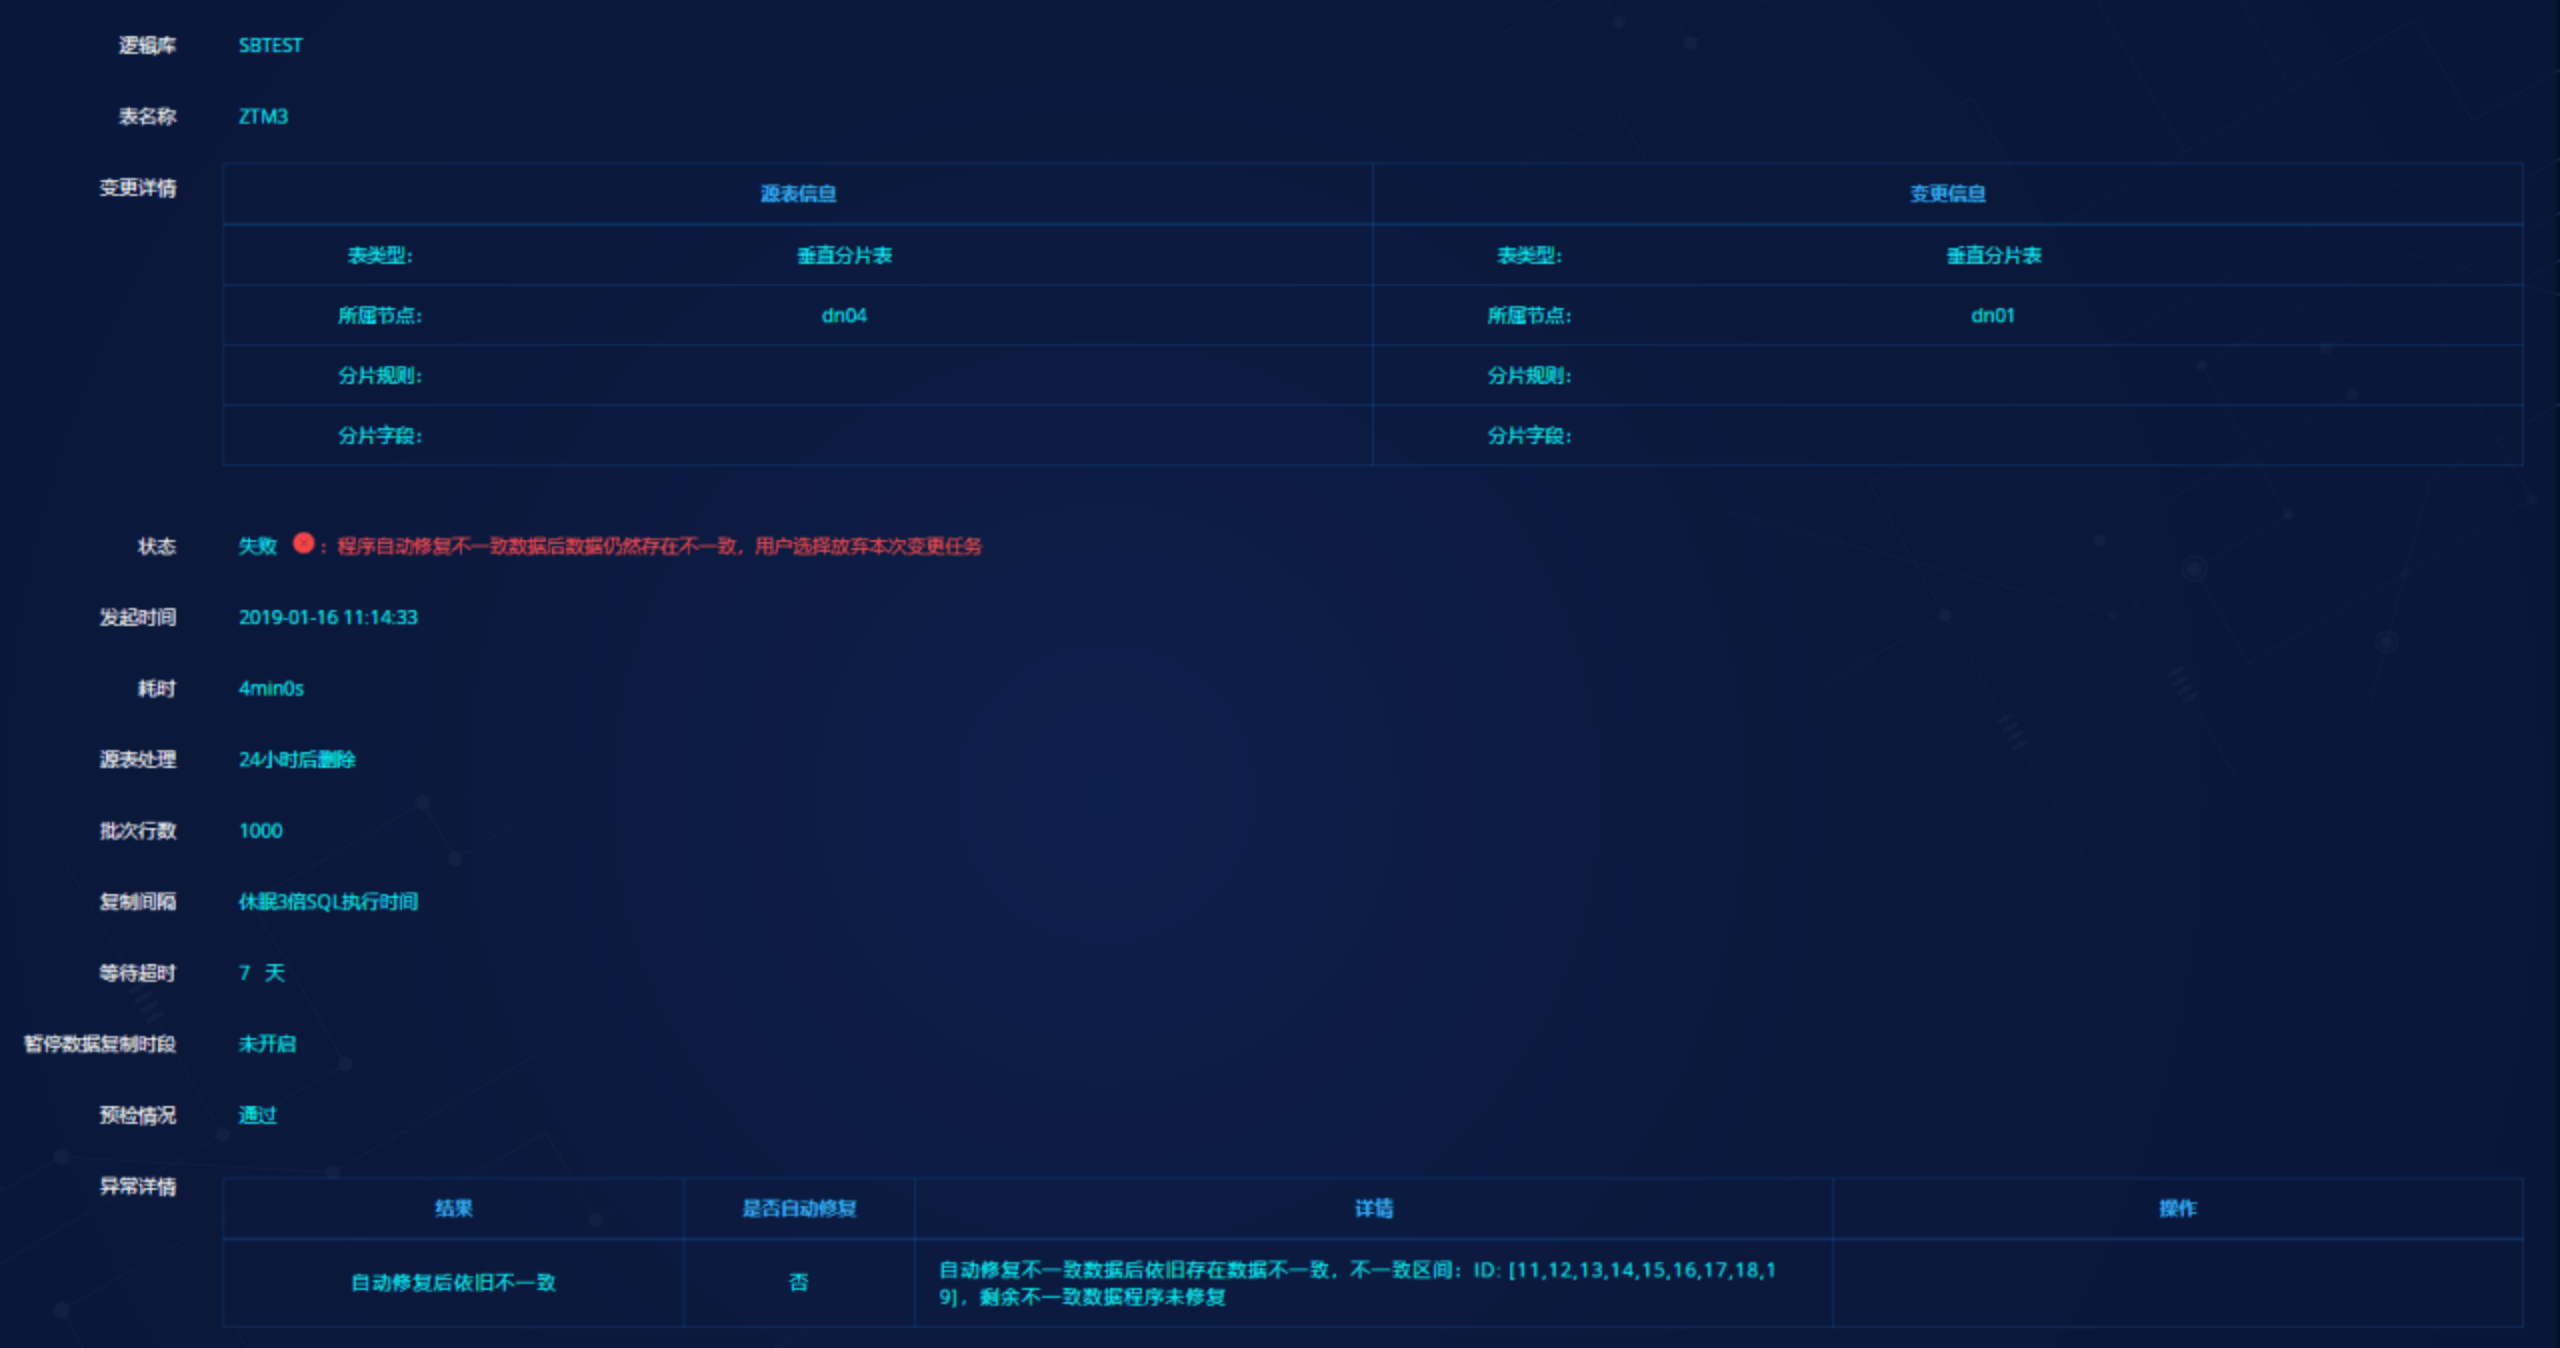 逻辑库 SBTEST
表名称 ZTM3
变更详情 源表信息 变更信息
表类型: 垂直分片表 表类型: 垂直分片表
所属节点: dn04 所属节点: dn01
分片规则: 分片规则:
分片字段: 分片字段:
状态 失败 : 程序自动修复不一致数据后数据仍然存在不一致，用户选择放弃本次变更任务
发起时间 2019-01-16 11:14:33
耗时 4min0s
源表处理 24小时后删除
批次行数 1000
复制间隔 休眠3倍SQL执行时间
等待超时 7 天
暂停数据复制时段 未开启
预检情况 通过
异常详情 结果 是否自动修复 详情 操作
自动修复后依旧不一致 否 自动修复不一致数据后依旧存在数据不一致，不一致区间：ID: [11,12,13,14,15,16,17,18,1
9]，剩余不一致数据程序未修复